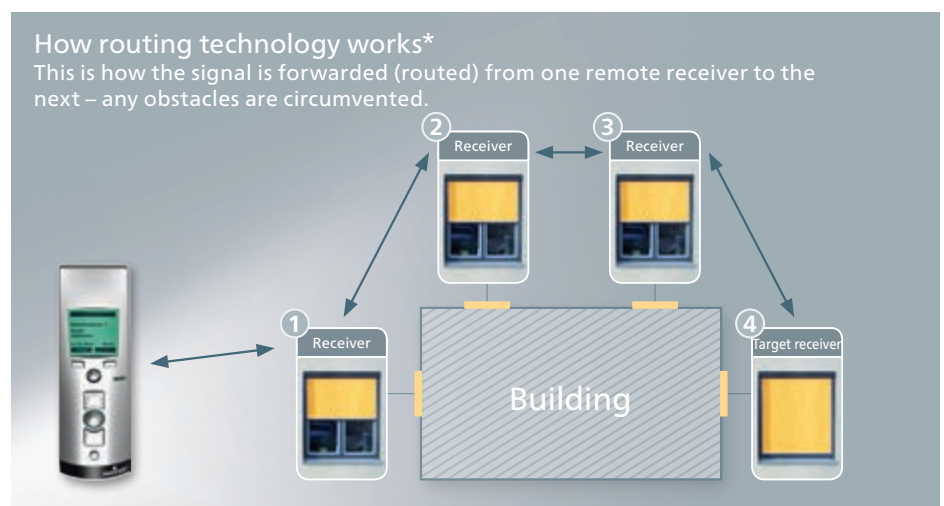 How routing technology works*
This is how the signal is forwarded (routed) from one remote receiver to the
next – any obstacles are circumvented.
2
Receiver
3
Receiver
1
Receiver
4
Target receiver
Building